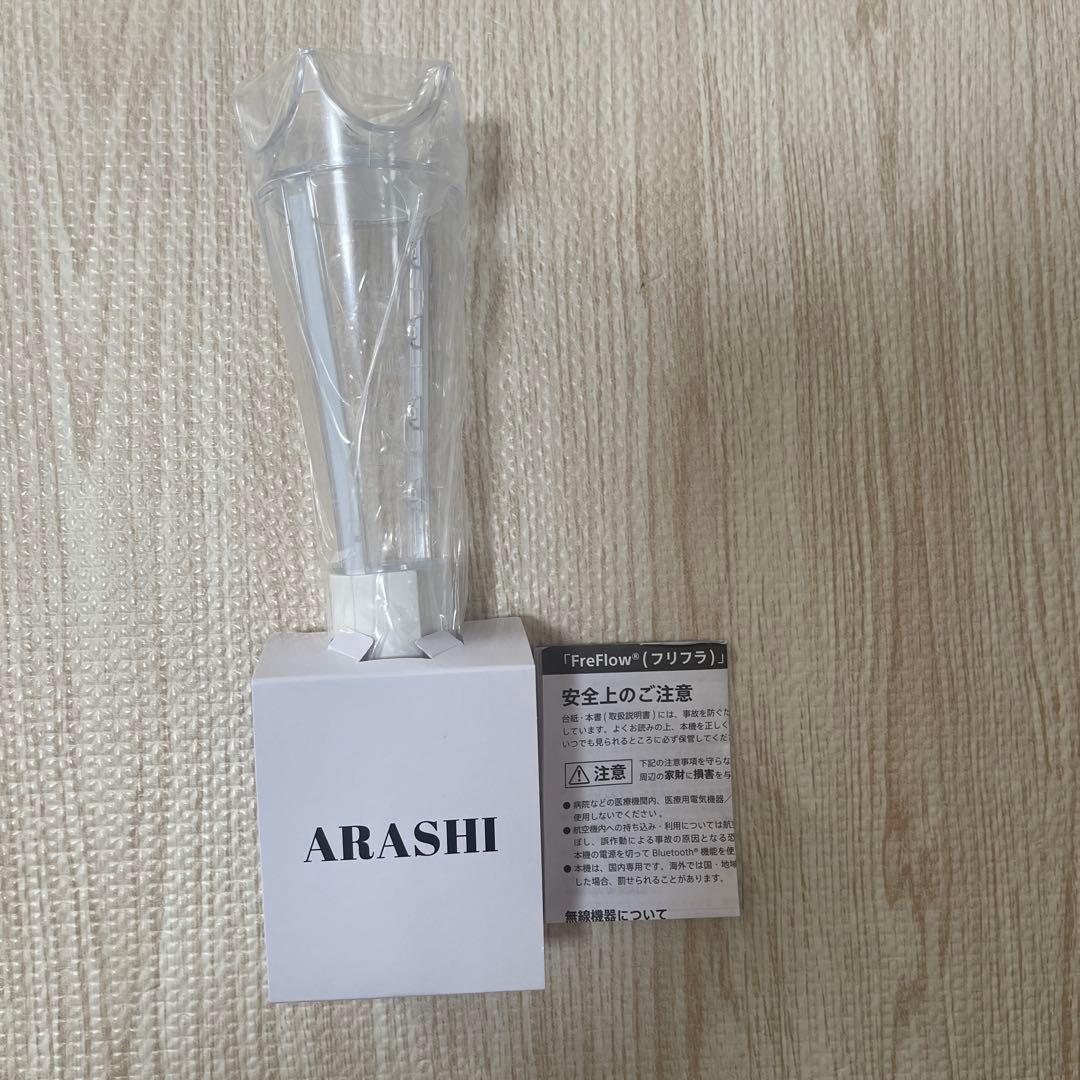 ARASHI
「FreFlow®(フリフラ)」
安全上のご注意
台紙・本書(取扱説明書)には、事故を防ぐた
しています。よくお読みの上、本機を正しく
いつでも見られるところに必ず保管してくだ
注意
下記の注意事項を守らな
周辺の家財に損害を与
● 病院などの医療機関内、医療用電気機器／
使用しないでください。
● 航空機内への持ち込み・利用については航空
ぼし、誤作動による事故の原因となる恐
本機の電源を切って Bluetooth® 機能を使
● 本機は、国内専用です。海外では国・地域
した場合、罰せられることがあります。
無線機器について